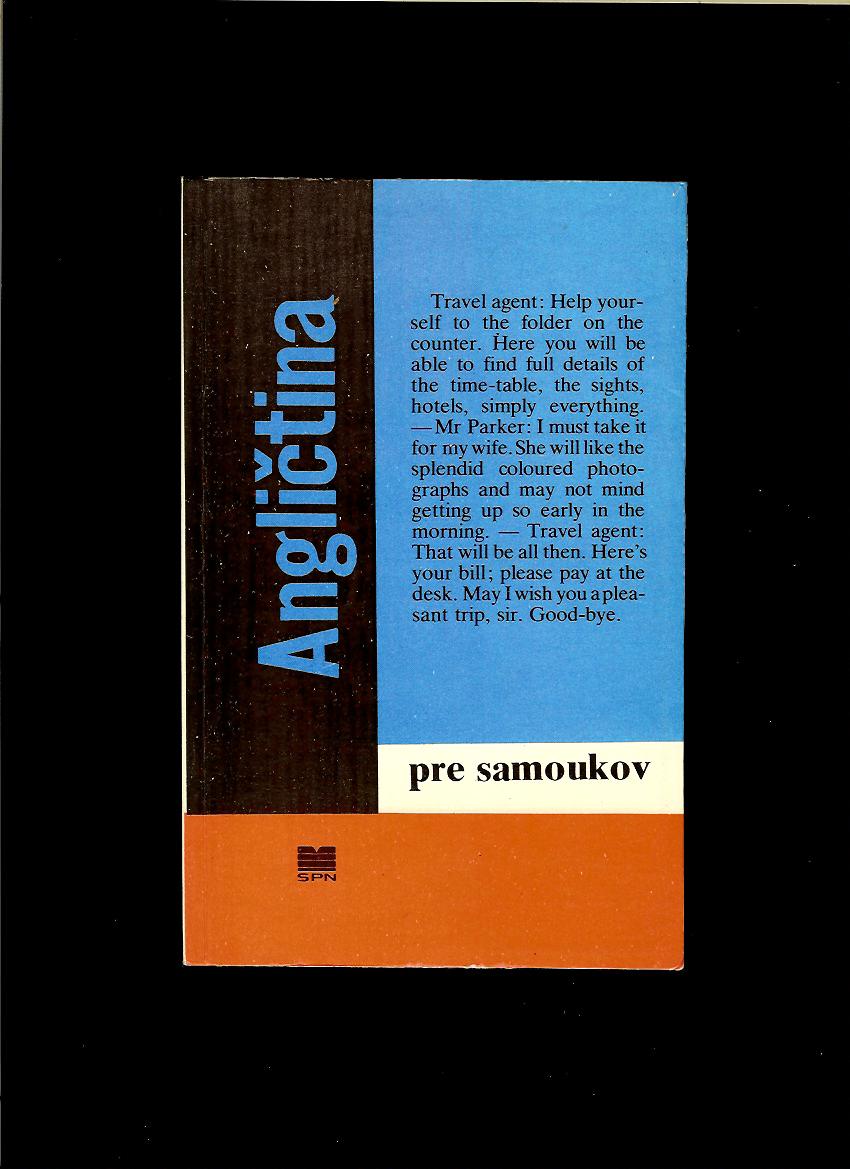 Angličtina
Travel agent: Help your-
self to the folder on the
counter. Here you will be
able to find full details of
the time-table, the sights,
hotels, simply everything.
— Mr Parker: I must take it
for my wife. She will like the
splendid coloured photo-
graphs and may not mind
getting up so early in the
morning. — Travel agent:
That will be all then. Here's
your bill; please pay at the
desk. May I wish you a plea-
sant trip, sir. Good-bye.
pre samoukov
SPN